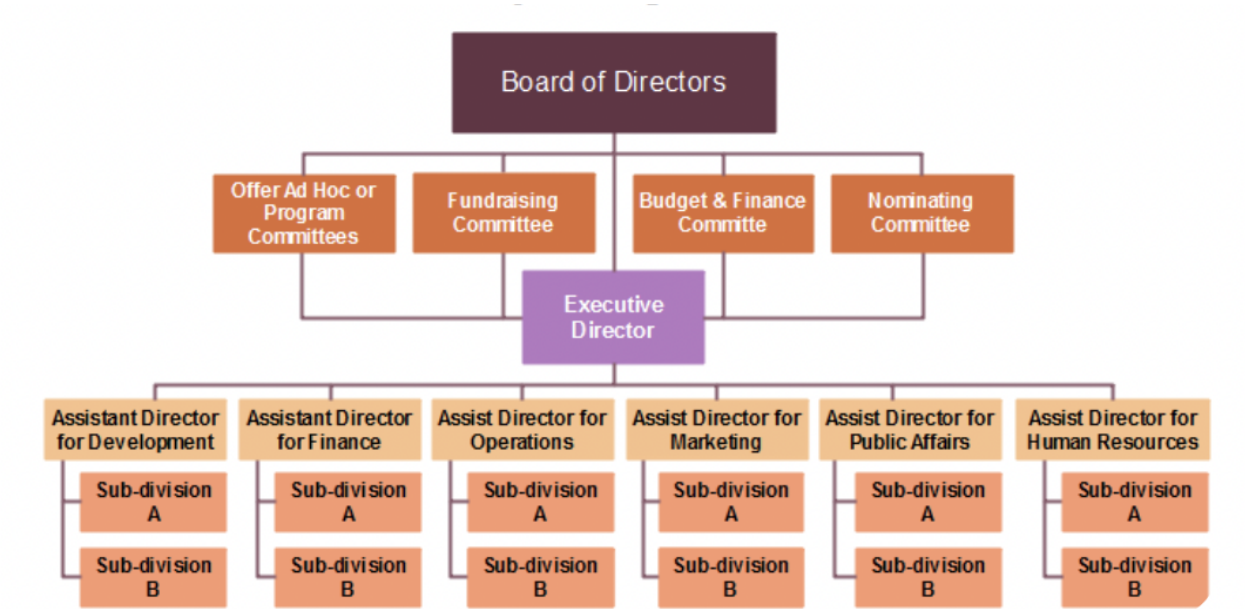 Board of Directors
Offer Ad Hoc or
Program
Committees
Fundraising
Committee
Budget & Finance
Committe
Nominating
Committee
Executive
Director
Assistant Director
for Development
Assistant Director
for Finance
Assist Director for
Operations
Assist Director for
Marketing
Assist Director for
Public Affairs
Assist Director for
Human Resources
Sub-division
A
Sub-division
A
Sub-division
A
Sub-division
A
Sub-division
A
Sub-division
A
Sub-division
B
Sub-division
B
Sub-division
B
Sub-division
B
Sub-division
B
Sub-division
B